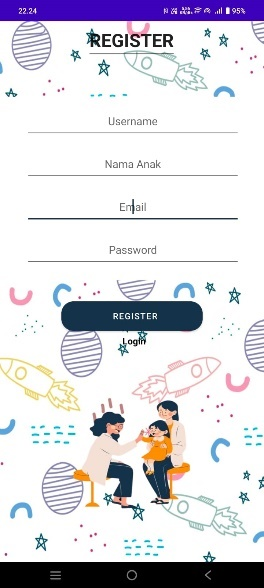 22.24
95%
REGISTER
Username
Nama Anak
Email
Password
REGISTER
Login